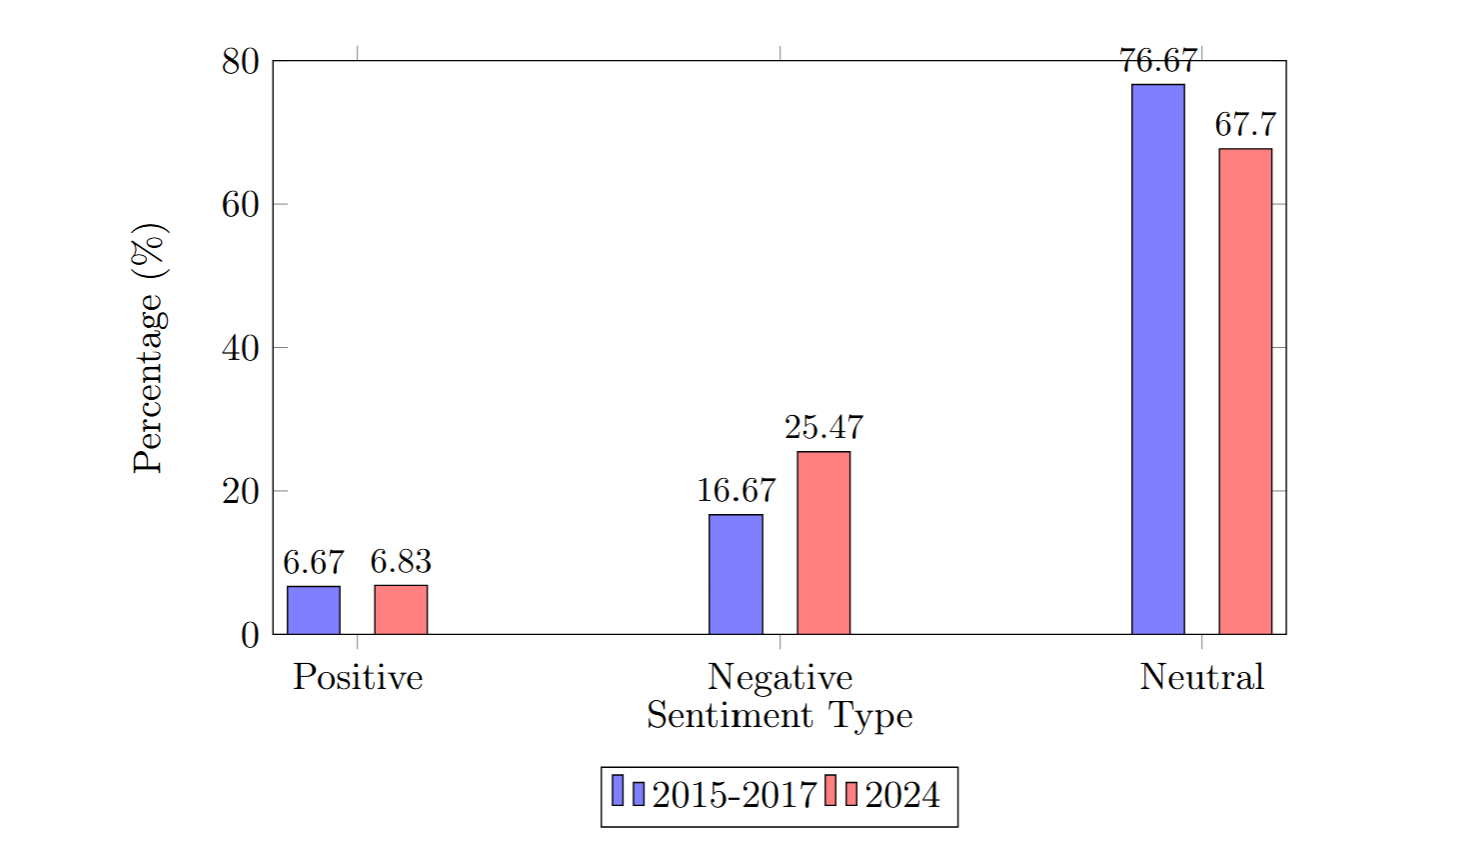 80
60
40
20
0
Percentage (%)
6.67
6.83
16.67
25.47
76.67
67.7
Positive
Negative
Neutral
Sentiment Type
2015-2017 2024